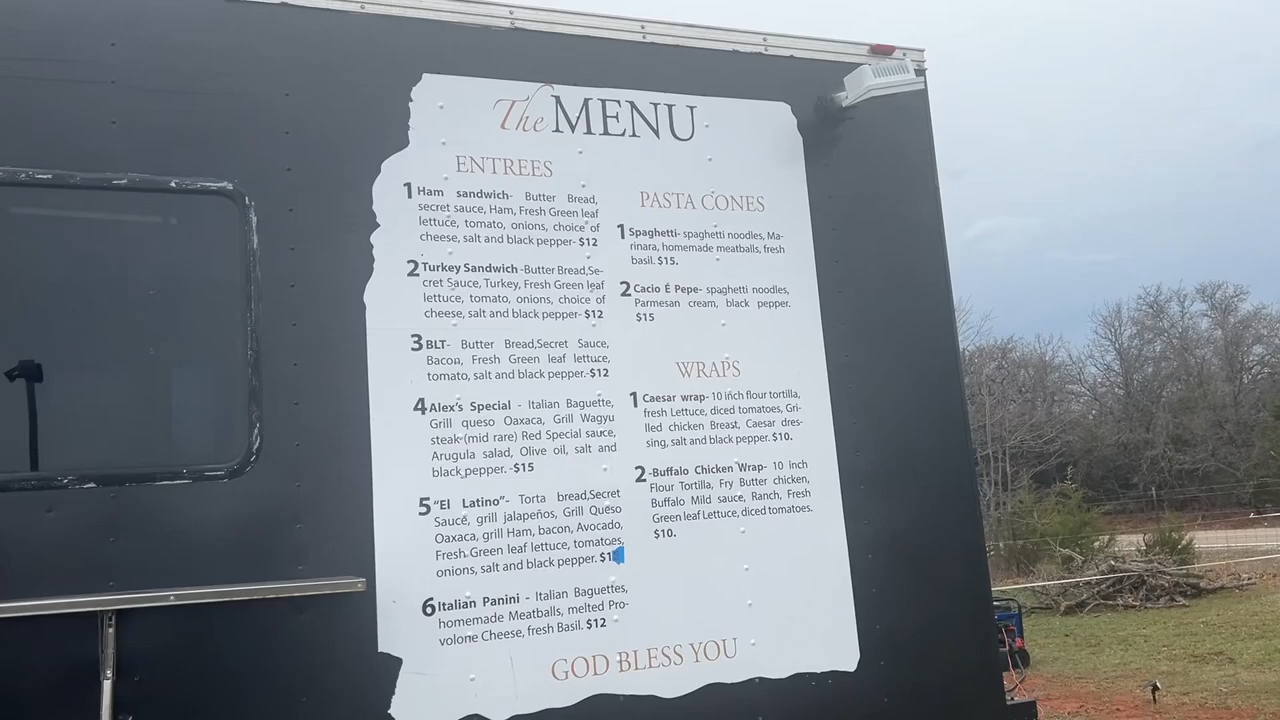 The MENU
ENTREES
1 Ham sandwich- Butter Bread,
secret sauce, Ham, Fresh Green leaf
lettuce, tomato, onions, choice of
cheese, salt and black pepper- $12
2 Turkey Sandwich -Butter Bread,Se-
cret Sauce, Turkey, Fresh Green leaf
lettuce, tomato, onions, choice of
cheese, salt and black pepper- $12
3 BLT- Butter Bread,Secret Sauce,
Bacon, Fresh Green leaf lettuce,
tomato, salt and black pepper.-$12
4 Alex's Special - Italian Baguette,
Grill queso Oaxaca, Grill Wagyu
steak (mid rare) Red Special sauce,
Arugula salad, Olive oil, salt and
black pepper. -$15
5 "El Latino"- Torta bread,Secret
Sauce, grill jalapeños, Grill Queso
Oaxaca, grill Ham, bacon, Avocado,
Fresh Green leaf lettuce, tomatoes,
onions, salt and black pepper.
6 Italian Panini - Italian Baguettes,
homemade Meatballs, melted Pro-
volone Cheese, fresh Basil. $12
PASTA CONES
1 Spaghetti- spaghetti noodles, Ma-
rinara, homemade meatballs, fresh
basil. $15.
2 Cacio É Pepe- spaghetti noodles,
Parmesan cream, black pepper.
$15
WRAPS
1 Caesar wrap- 10 inch flour tortilla,
fresh Lettuce, diced tomatoes, Gri-
lled chicken Breast, Caesar dres-
sing, salt and black pepper. $10.
2 -Buffalo Chicken Wrap- 10 inch
Flour Tortilla, Fry Butter chicken,
Buffalo Mild sauce, Ranch, Fresh
Green leaf Lettuce, diced tomatoes.
$10.
GOD BLESS YOU